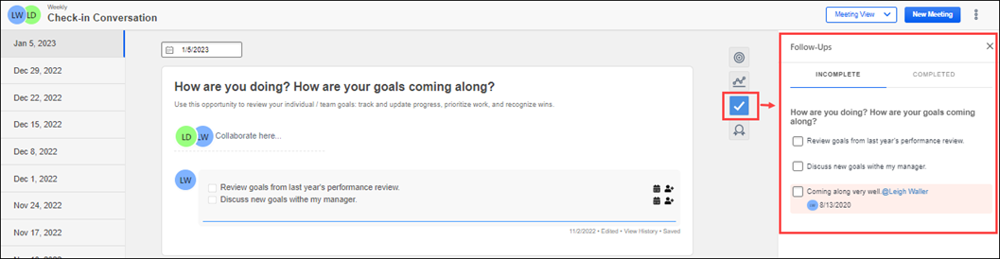 LW LD
Weekly
Check-in Conversation
Meeting View
New Meeting
Jan 5, 2023
Dec 29, 2022
Dec 22, 2022
Dec 15, 2022
Dec 8, 2022
Dec 1, 2022
Nov 24, 2022
Nov 17, 2022
Nov 10, 2022
1/5/2023
How are you doing? How are your goals coming along?
Use this opportunity to review your individual / team goals: track and update progress, prioritize work, and recognize wins.
LD LW Collaborate here...
LW
Review goals from last year's performance review.
Discuss new goals withe my manager.
11/2/2022 • Edited • View History • Saved
Follow-Ups
INCOMPLETE COMPLETED
How are you doing? How are your goals coming
along?
Review goals from last year's performance review.
Discuss new goals withe my manager.
Coming along very well.@Leigh Waller
LW 8/13/2020